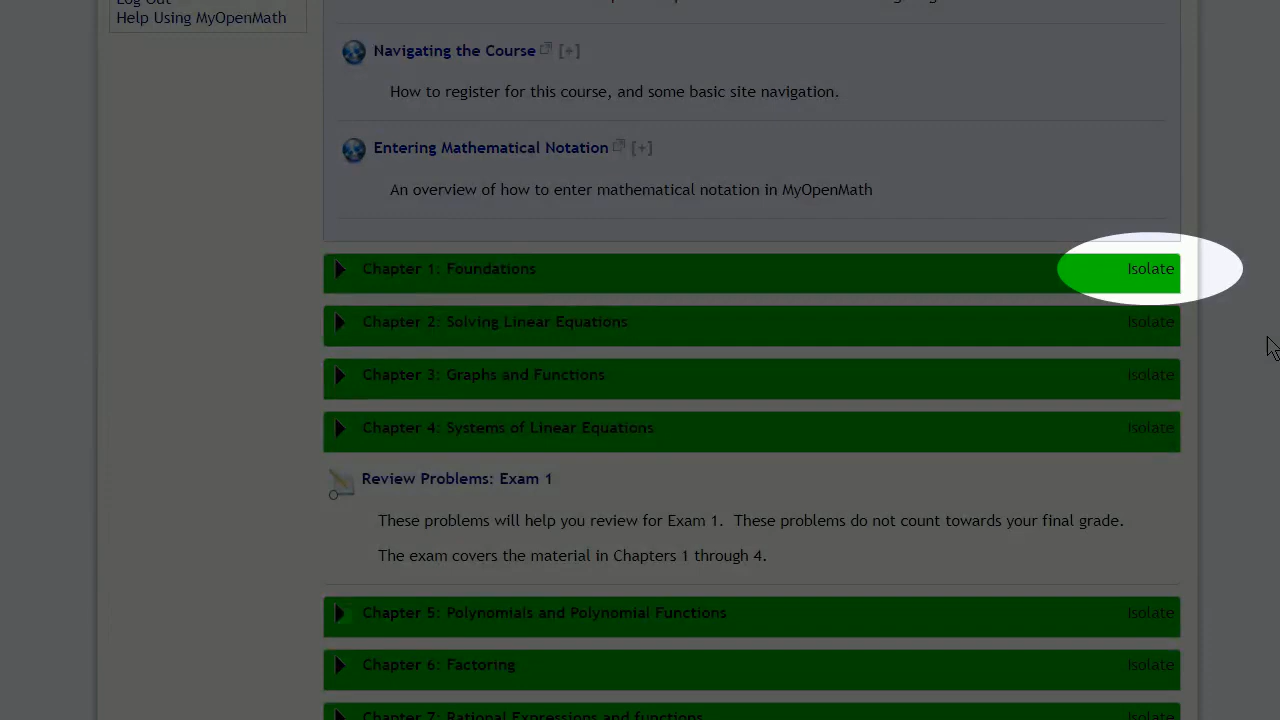 Log Out
Help Using MyOpenMath
Navigating the Course [+]
How to register for this course, and some basic site navigation.
Entering Mathematical Notation [+]
An overview of how to enter mathematical notation in MyOpenMath
Chapter 1: Foundations Isolate
Chapter 2: Solving Linear Equations Isolate
Chapter 3: Graphs and Functions Isolate
Chapter 4: Systems of Linear Equations Isolate
Review Problems: Exam 1
These problems will help you review for Exam 1. These problems do not count towards your final grade.
The exam covers the material in Chapters 1 through 4.
Chapter 5: Polynomials and Polynomial Functions Isolate
Chapter 6: Factoring Isolate
Chapter 7: Rational Expressions and functions